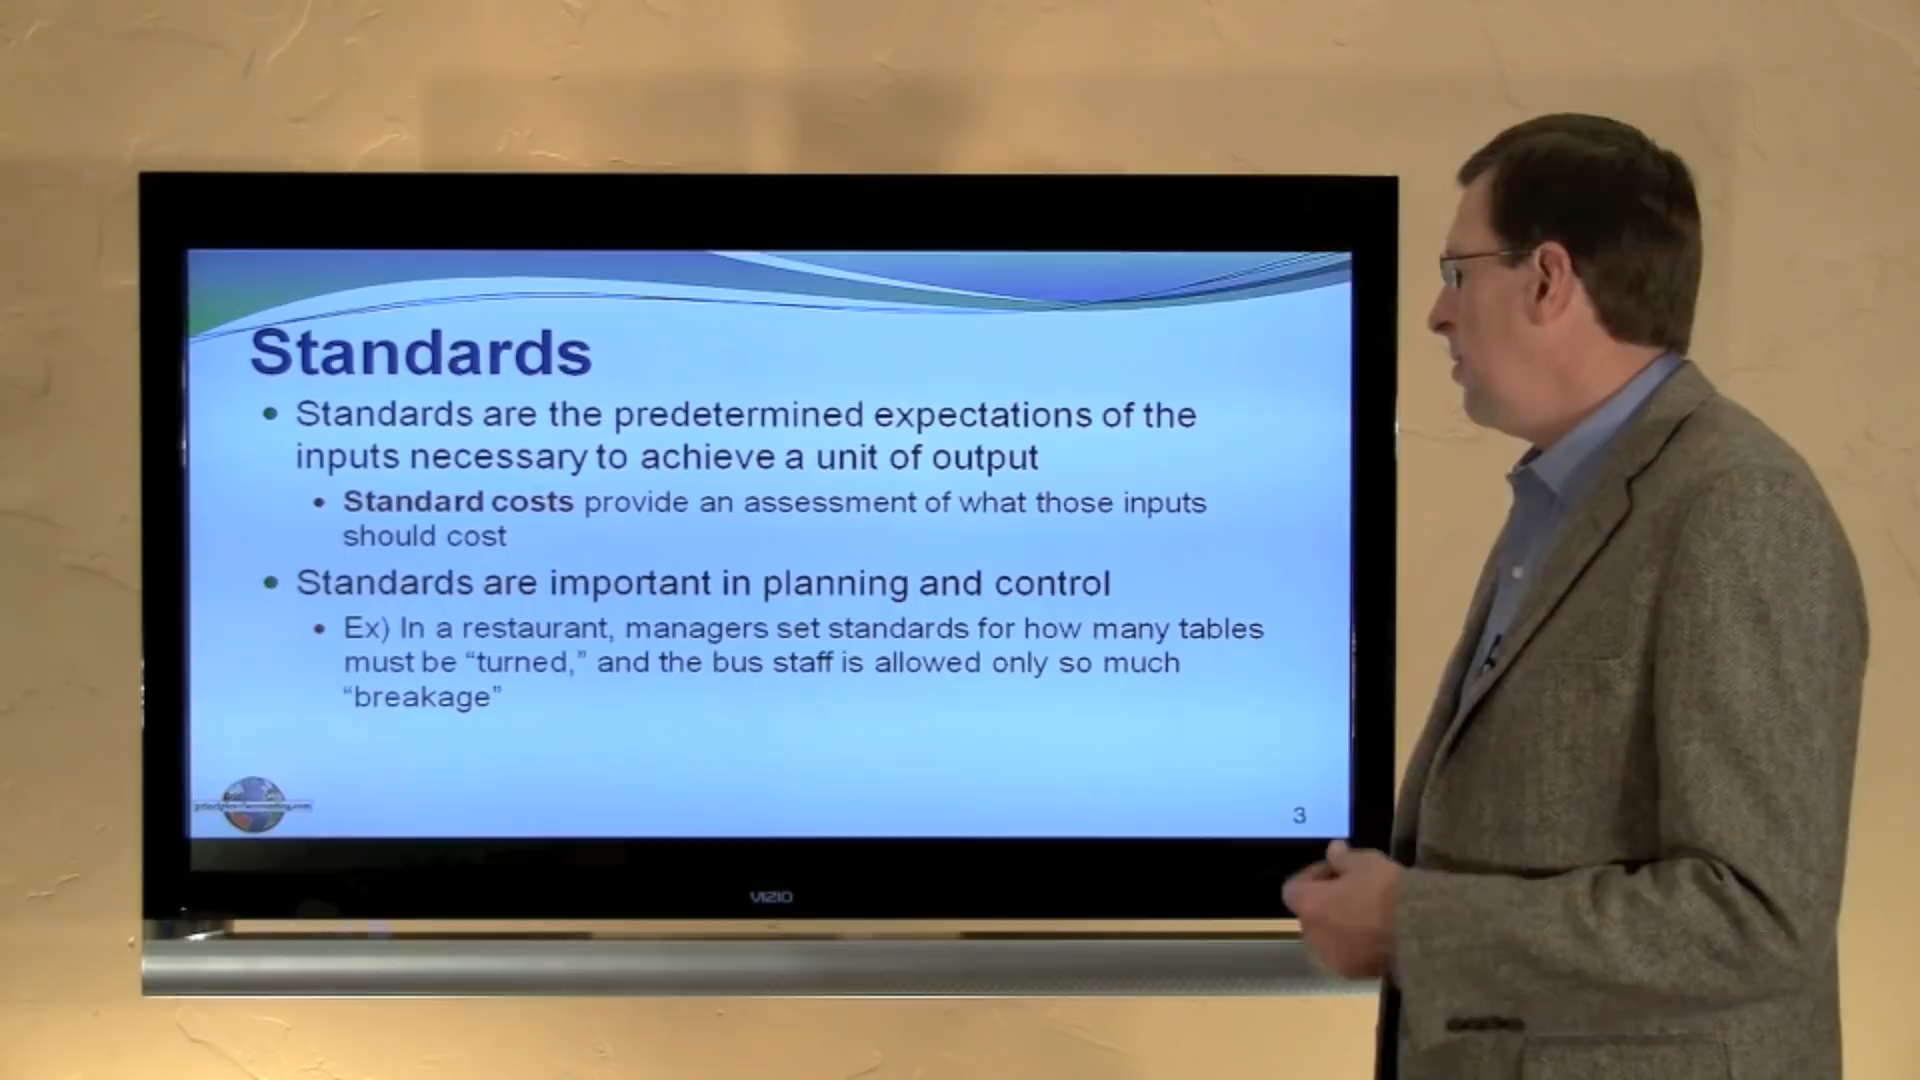 Standards
• Standards are the predetermined expectations of the
inputs necessary to achieve a unit of output
• Standard costs provide an assessment of what those inputs
should cost
• Standards are important in planning and control
• Ex) In a restaurant, managers set standards for how many tables
must be “turned,” and the bus staff is allowed only so much
“breakage”
principlesofaccounting.com
3
VIZIO